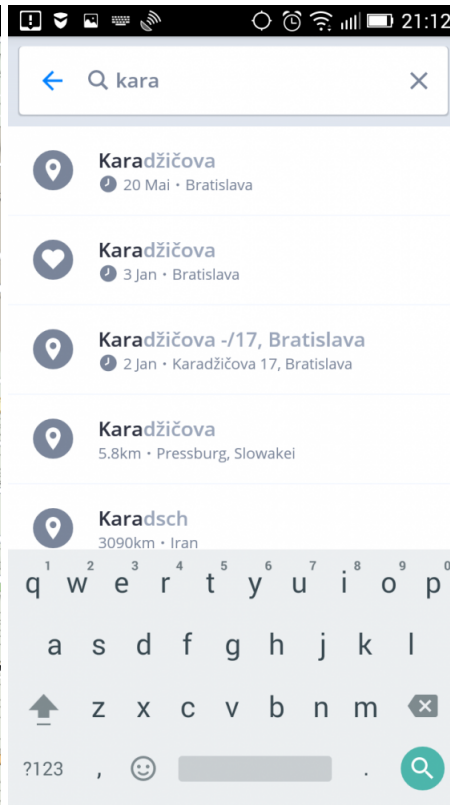 21:12
kara
Karadžičova
20 Mai • Bratislava
Karadžičova
3 Jan • Bratislava
Karadžičova -/17, Bratislava
2 Jan • Karadžičova 17, Bratislava
Karadžičova
5.8km • Pressburg, Slowakei
Karadsch
3090km • Iran
1 2 3 4 5 6 7 8 9 0
q w e r t y u i o p
a s d f g h j k l
z x c v b n m
?123 , .